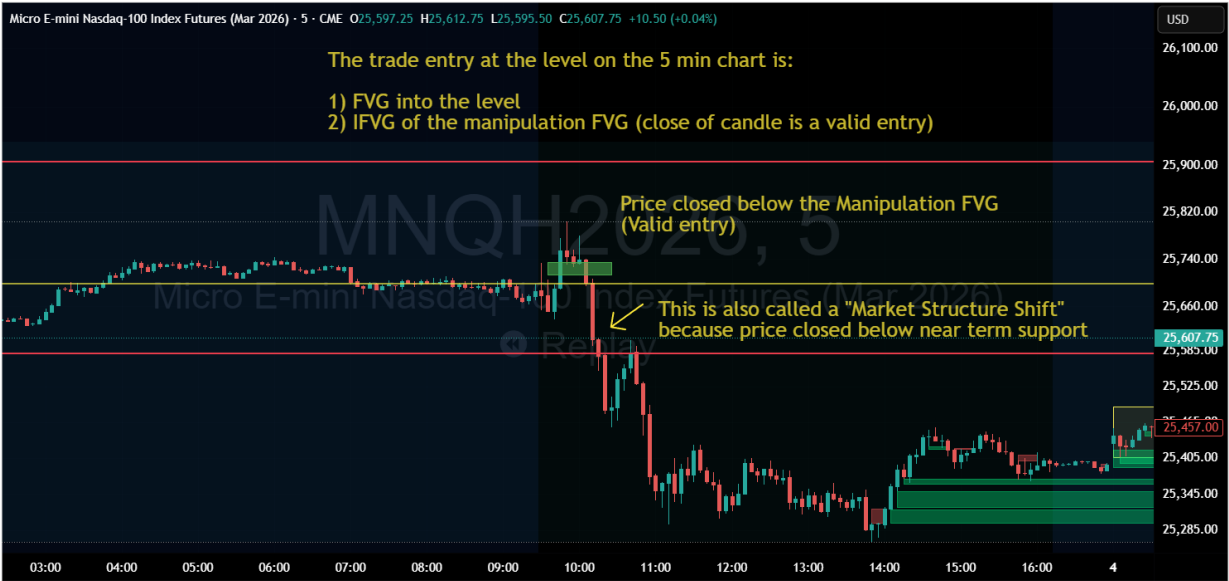 Micro E-mini Nasdaq-100 Index Futures (Mar 2026) · 5 · CME O25,597.25 H25,612.75 L25,595.50 C25,607.75 +10.50 (+0.04%)
USD
The trade entry at the level on the 5 min chart is:
1) FVG into the level
2) IFVG of the manipulation FVG (close of candle is a valid entry)
Price closed below the Manipulation FVG
(Valid entry)
This is also called a "Market Structure Shift"
because price closed below near term support
MNQH2026, 5
Micro E-mini Nasdaq-100 Index Futures (Mar 2026)
Replay
26,100.00
26,000.00
25,900.00
25,820.00
25,740.00
25,660.00
25,607.75
25,585.00
25,525.00
25,457.00
25,405.00
25,345.00
25,285.00
03:00 04:00 05:00 06:00 07:00 08:00 09:00 10:00 11:00 12:00 13:00 14:00 15:00 16:00 4